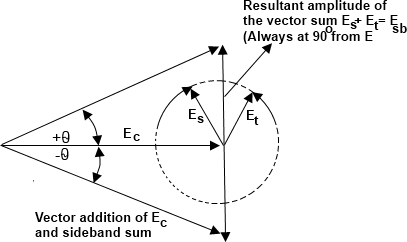 Resultant amplitude of
the vector sum Es+ Et= E
sb
(Always at 90o from E
Ec
Es
Et
+θ
-θ
Vector addition of Ec
and sideband sum